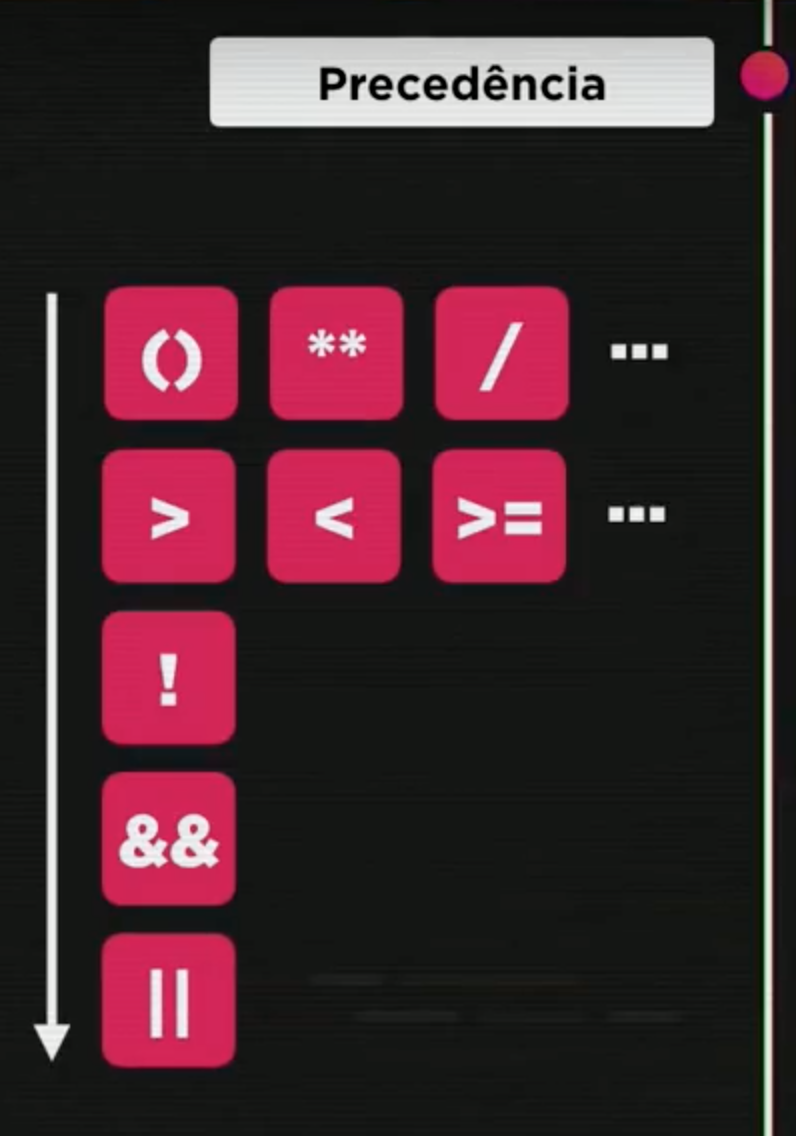 Precedência
() ** / ...
> < >= ...
!
&&
||